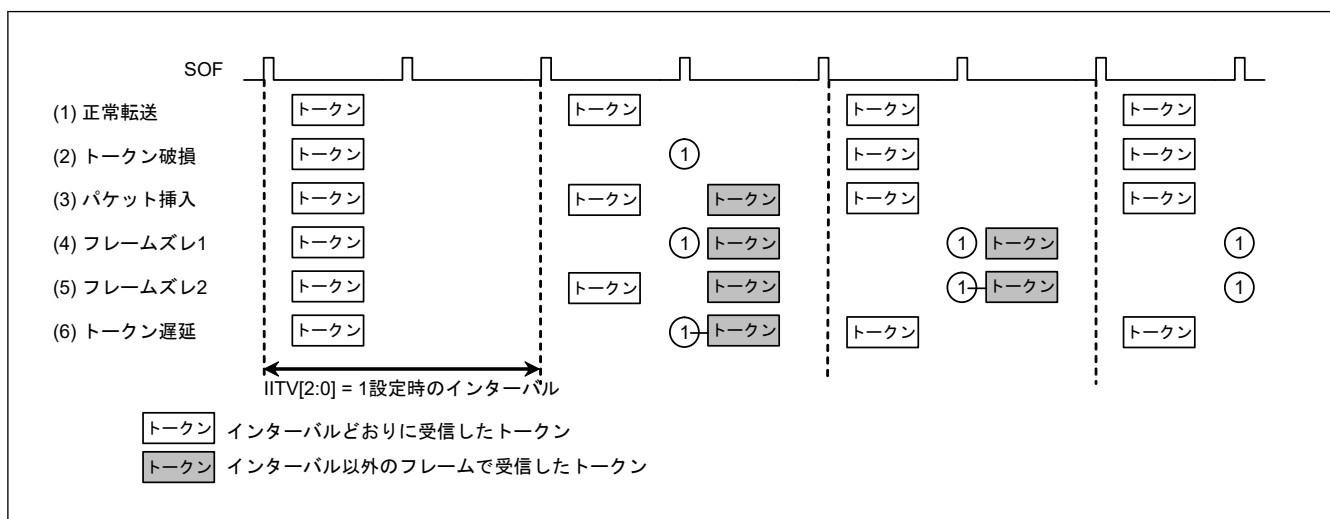 SOF
(1) 正常転送 トークン トークン トークン トークン
(2) トークン破損 トークン 1 トークン トークン
(3) パケット挿入 トークン トークン トークン トークン トークン
(4) フレームズレ1 トークン 1 トークン 1 トークン 1
(5) フレームズレ2 トークン トークン トークン 1 トークン 1
(6) トークン遅延 トークン 1 トークン トークン トークン
IITV[2:0] = 1設定時のインターバル
トークン インターバルどおりに受信したトークン
トークン インターバル以外のフレームで受信したトークン